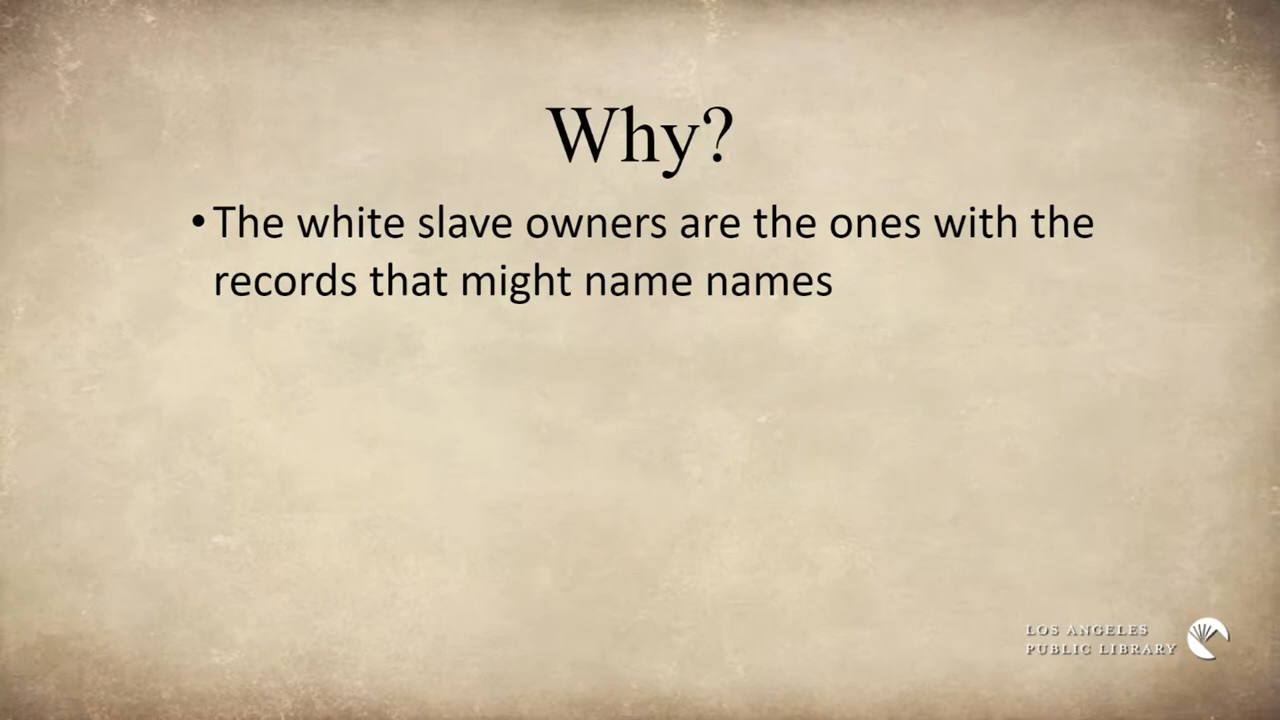 Why?
• The white slave owners are the ones with the
records that might name names
LOS ANGELES
PUBLIC LIBRARY